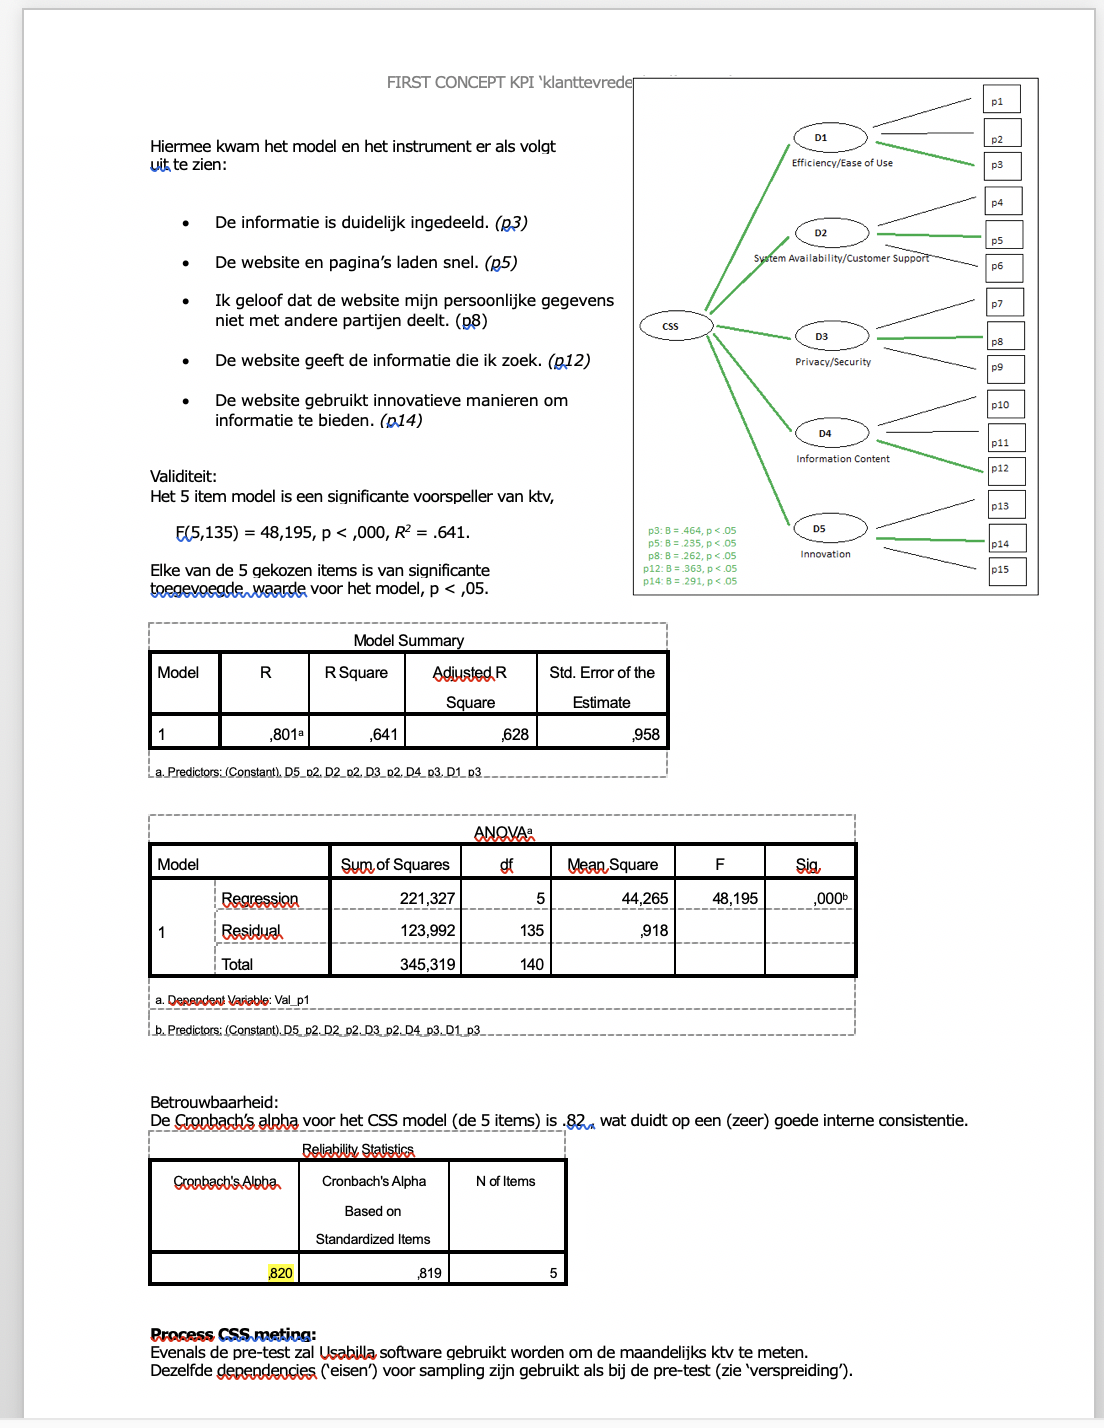 FIRST CONCEPT KPI ‘klanttevrede
Hiermee kwam het model en het instrument er als volgt
uit te zien:
• De informatie is duidelijk ingedeeld. (p3)
• De website en pagina’s laden snel. (p5)
• Ik geloof dat de website mijn persoonlijke gegevens
niet met andere partijen deelt. (p8)
• De website geeft de informatie die ik zoek. (p12)
• De website gebruikt innovatieve manieren om
informatie te bieden. (p14)
Validiteit:
Het 5 item model is een significante voorspeller van ktv,
F(5,135) = 48,195, p < ,000, R² = .641.
Elke van de 5 gekozen items is van significante
toegevoegde waarde voor het model, p < ,05.
CSS
D1
Efficiency/Ease of Use
D2
System Availability/Customer Support
D3
Privacy/Security
D4
Information Content
D5
Innovation
p1
p2
p3
p4
p5
p6
p7
p8
p9
p10
p11
p12
p13
p14
p15
p3: B = .464, p < .05
p5: B = .235, p < .05
p8: B = .262, p < .05
p12: B = .363, p < .05
p14: B = .291, p < .05
Model Summary
Model R R Square Adjusted R Std. Error of the
Square Estimate
1 ,801a ,641 ,628 ,958
a. Predictors: (Constant), D5_p2, D2_p2, D3_p2, D4_p3, D1_p3
ANOVAa
Model Sum of Squares df Mean Square F Sig.
Regression 221,327 5 44,265 48,195 ,000b
1 Residual 123,992 135 ,918
Total 345,319 140
a. Dependent Variable: Val_p1
b. Predictors: (Constant), D5_p2, D2_p2, D3_p2, D4_p3, D1_p3
Betrouwbaarheid:
De Cronbach’s alpha voor het CSS model (de 5 items) is .82 , wat duidt op een (zeer) goede interne consistentie.
Reliability Statistics
Cronbach's Alpha Cronbach's Alpha N of Items
Based on
Standardized Items
,820 ,819 5
Process CSS meting:
Evenals de pre-test zal Usabilla software gebruikt worden om de maandelijks ktv te meten.
Dezelfde dependencies (‘eisen’) voor sampling zijn gebruikt als bij de pre-test (zie ‘verspreiding’).